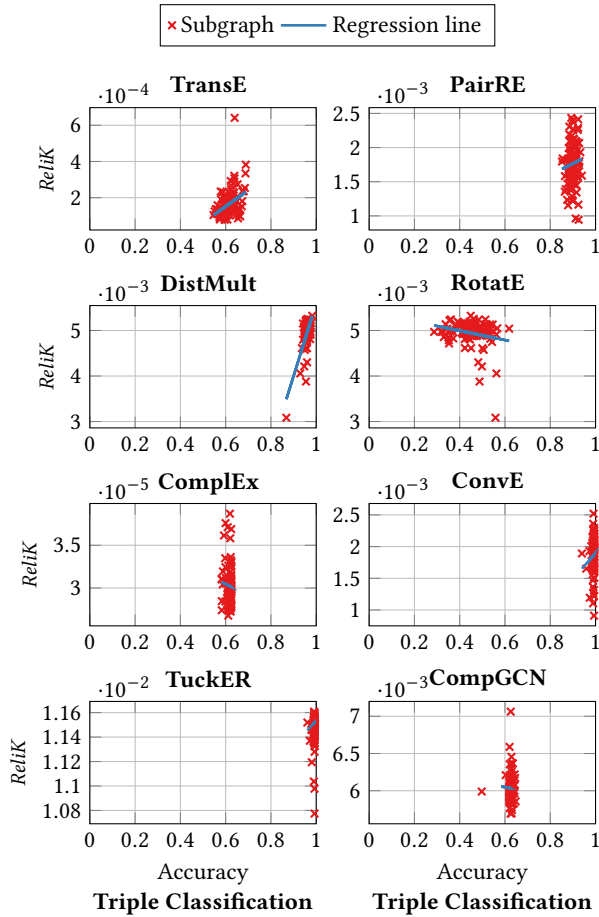 Subgraph Regression line
TransE PairRE
·10⁻⁴ ·10⁻³
ReliK
6
4
2
2.5
2
1.5
1
0 0.2 0.4 0.6 0.8 1 0 0.2 0.4 0.6 0.8 1
DistMult RotatE
·10⁻³ ·10⁻³
ReliK
5
4
3
5
4
3
0 0.2 0.4 0.6 0.8 1 0 0.2 0.4 0.6 0.8 1
ComplEx ConvE
·10⁻⁵ ·10⁻³
ReliK
3.5
3
2.5
2
1.5
1
0 0.2 0.4 0.6 0.8 1 0 0.2 0.4 0.6 0.8 1
TuckER CompGCN
·10⁻² ·10⁻³
ReliK
1.16
1.14
1.1
1.08
7
6.5
6
0 0.2 0.4 0.6 0.8 1 0 0.2 0.4 0.6 0.8 1
Accuracy Accuracy
Triple Classification Triple Classification